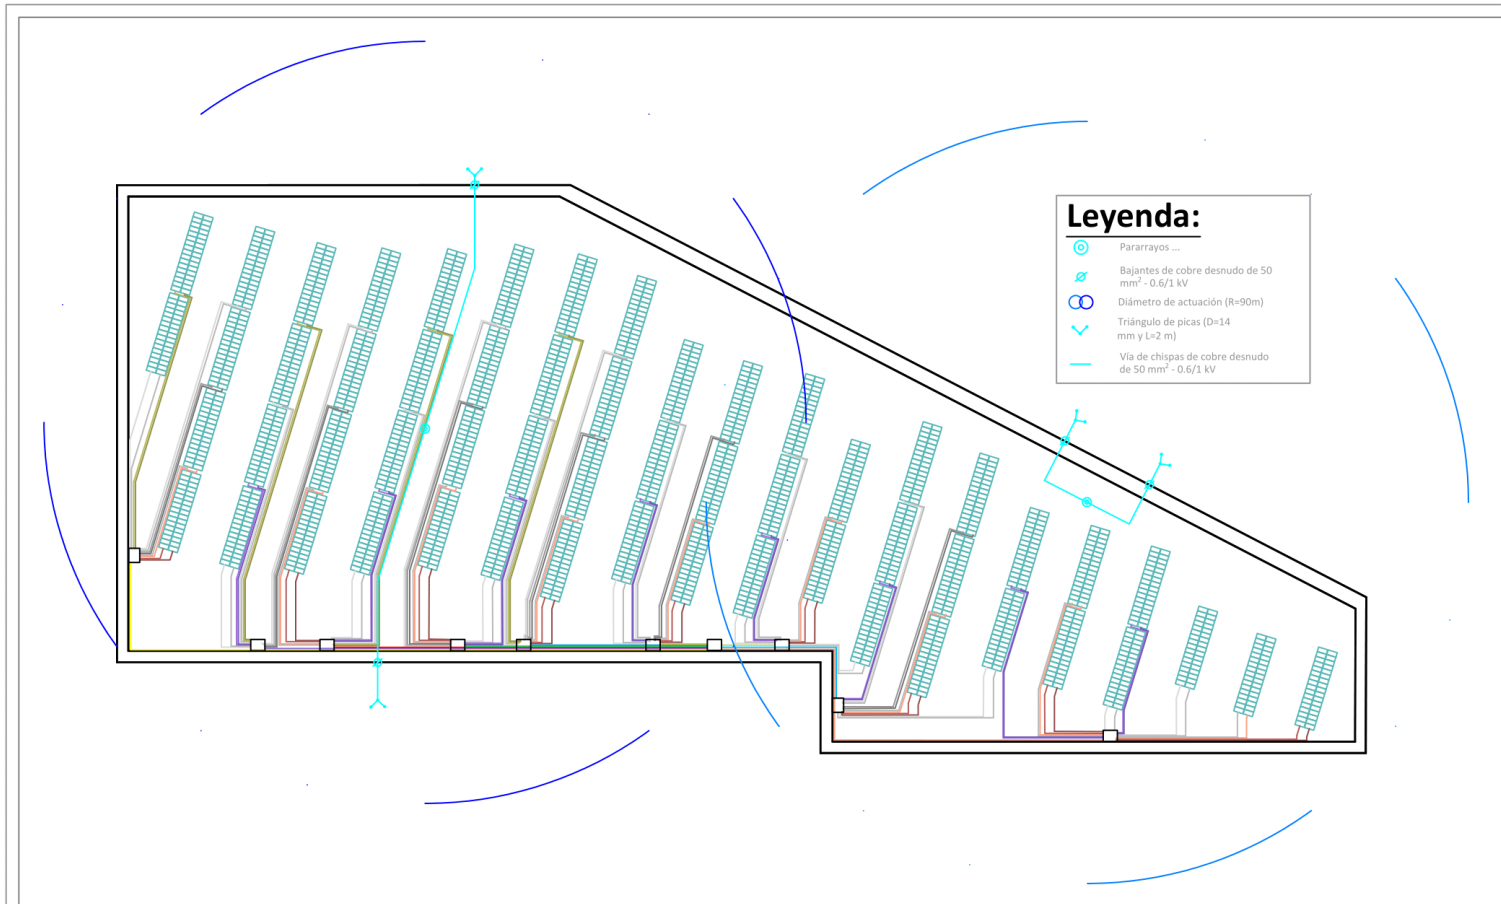 Leyenda:
Pararrayos ...
Bajantes de cobre desnudo de 50
mm² - 0.6/1 kV
Diámetro de actuación (R=90m)
Triángulo de picas (D=14
mm y L=2 m)
Vía de chispas de cobre desnudo
de 50 mm² - 0.6/1 kV